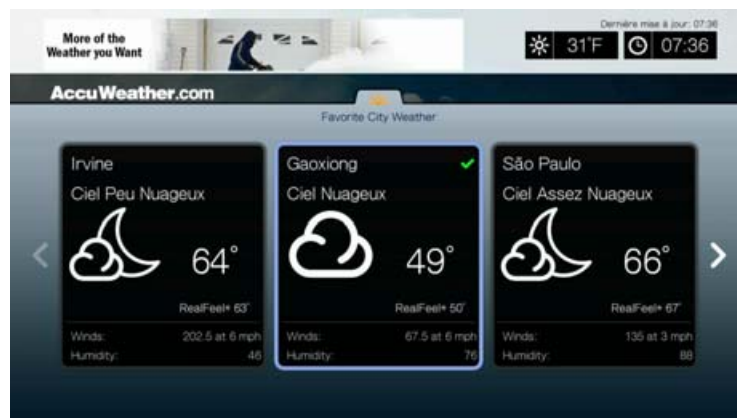 More of the
Weather you Want
Dernière mise à jour: 07:36
31°F
07:36
AccuWeather.com
Favorite City Weather
Irvine
Ciel Peu Nuageux
64°
RealFeel® 63°
Winds: 202.5 at 6 mph
Humidity: 46
Gaoxiong
Ciel Nuageux
49°
RealFeel® 50°
Winds: 67.5 at 6 mph
Humidity: 76
São Paulo
Ciel Assez Nuageux
66°
RealFeel® 67°
Winds: 135 at 3 mph
Humidity: 88